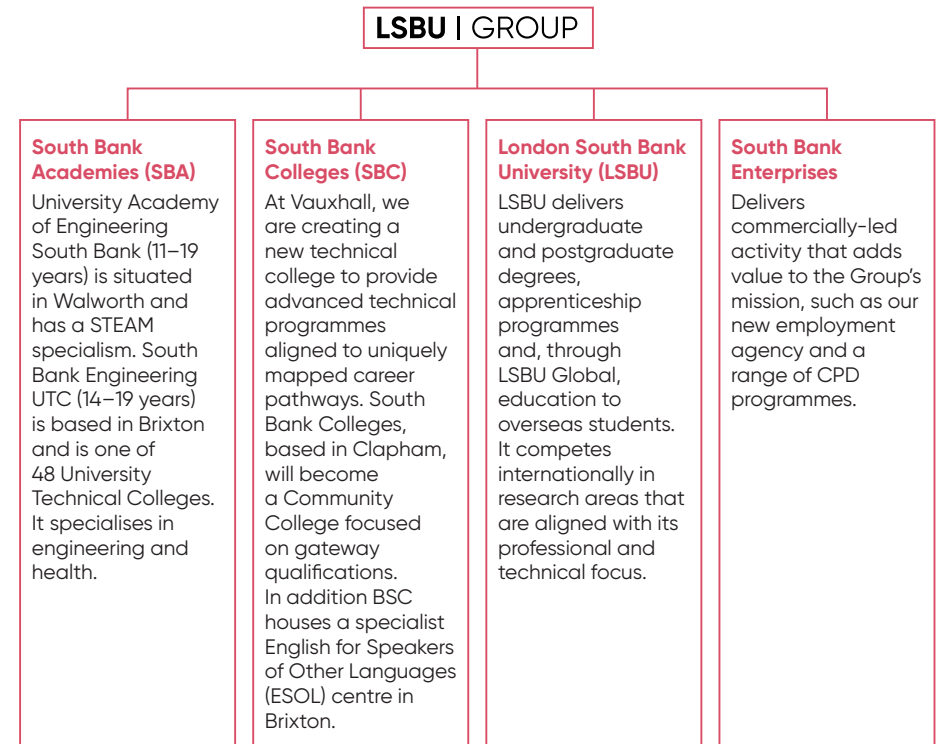 LSBU | GROUP
South Bank
Academies (SBA)
University Academy
of Engineering
South Bank (11–19
years) is situated
in Walworth and
has a STEAM
specialism. South
Bank Engineering
UTC (14–19 years)
is based in Brixton
and is one of
48 University
Technical Colleges.
It specialises in
engineering and
health.
South Bank
Colleges (SBC)
At Vauxhall, we
are creating a
new technical
college to provide
advanced technical
programmes
aligned to uniquely
mapped career
pathways. South
Bank Colleges,
based in Clapham,
will become
a Community
College focused
on gateway
qualifications.
In addition BSC
houses a specialist
English for Speakers
of Other Languages
(ESOL) centre in
Brixton.
London South Bank
University (LSBU)
LSBU delivers
undergraduate
and postgraduate
degrees,
apprenticeship
programmes
and, through
LSBU Global,
education to
overseas students.
It competes
internationally in
research areas that
are aligned with its
professional and
technical focus.
South Bank
Enterprises
Delivers
commercially-led
activity that adds
value to the Group’s
mission, such as our
new employment
agency and a
range of CPD
programmes.